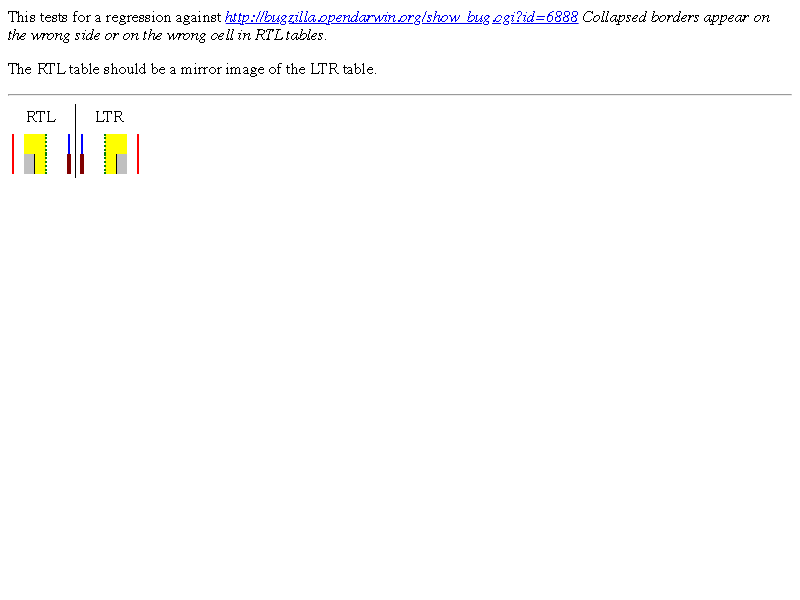 This tests for a regression against http://bugzilla.opendarwin.org/show_bug.cgi?id=6888 Collapsed borders appear on
the wrong side or on the wrong cell in RTL tables.
The RTL table should be a mirror image of the LTR table.
RTL LTR